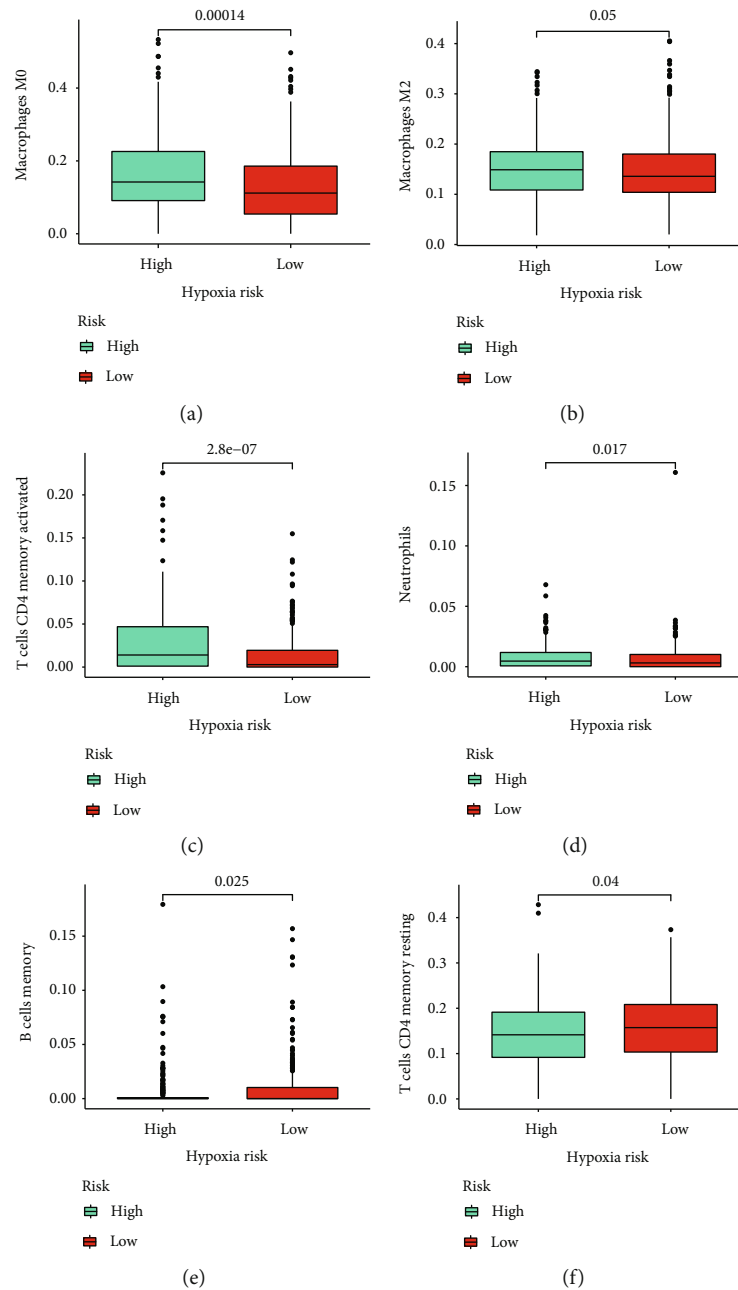 0.00014
Macrophages M0
0.4
0.2
0.0
High
Low
Hypoxia risk
Risk
High
Low
(a)
0.05
Macrophages M2
0.4
0.3
0.2
0.1
0.0
High
Low
Hypoxia risk
Risk
High
Low
(b)
2.8e−07
T cells CD4 memory activated
0.20
0.15
0.10
0.05
0.00
High
Low
Hypoxia risk
Risk
High
Low
(c)
0.017
Neutrophils
0.15
0.10
0.05
0.00
High
Low
Hypoxia risk
Risk
High
Low
(d)
0.025
B cells memory
0.15
0.10
0.05
0.00
High
Low
Hypoxia risk
Risk
High
Low
(e)
0.04
T cells CD4 memory resting
0.4
0.3
0.2
0.1
0.0
High
Low
Hypoxia risk
Risk
High
Low
(f)